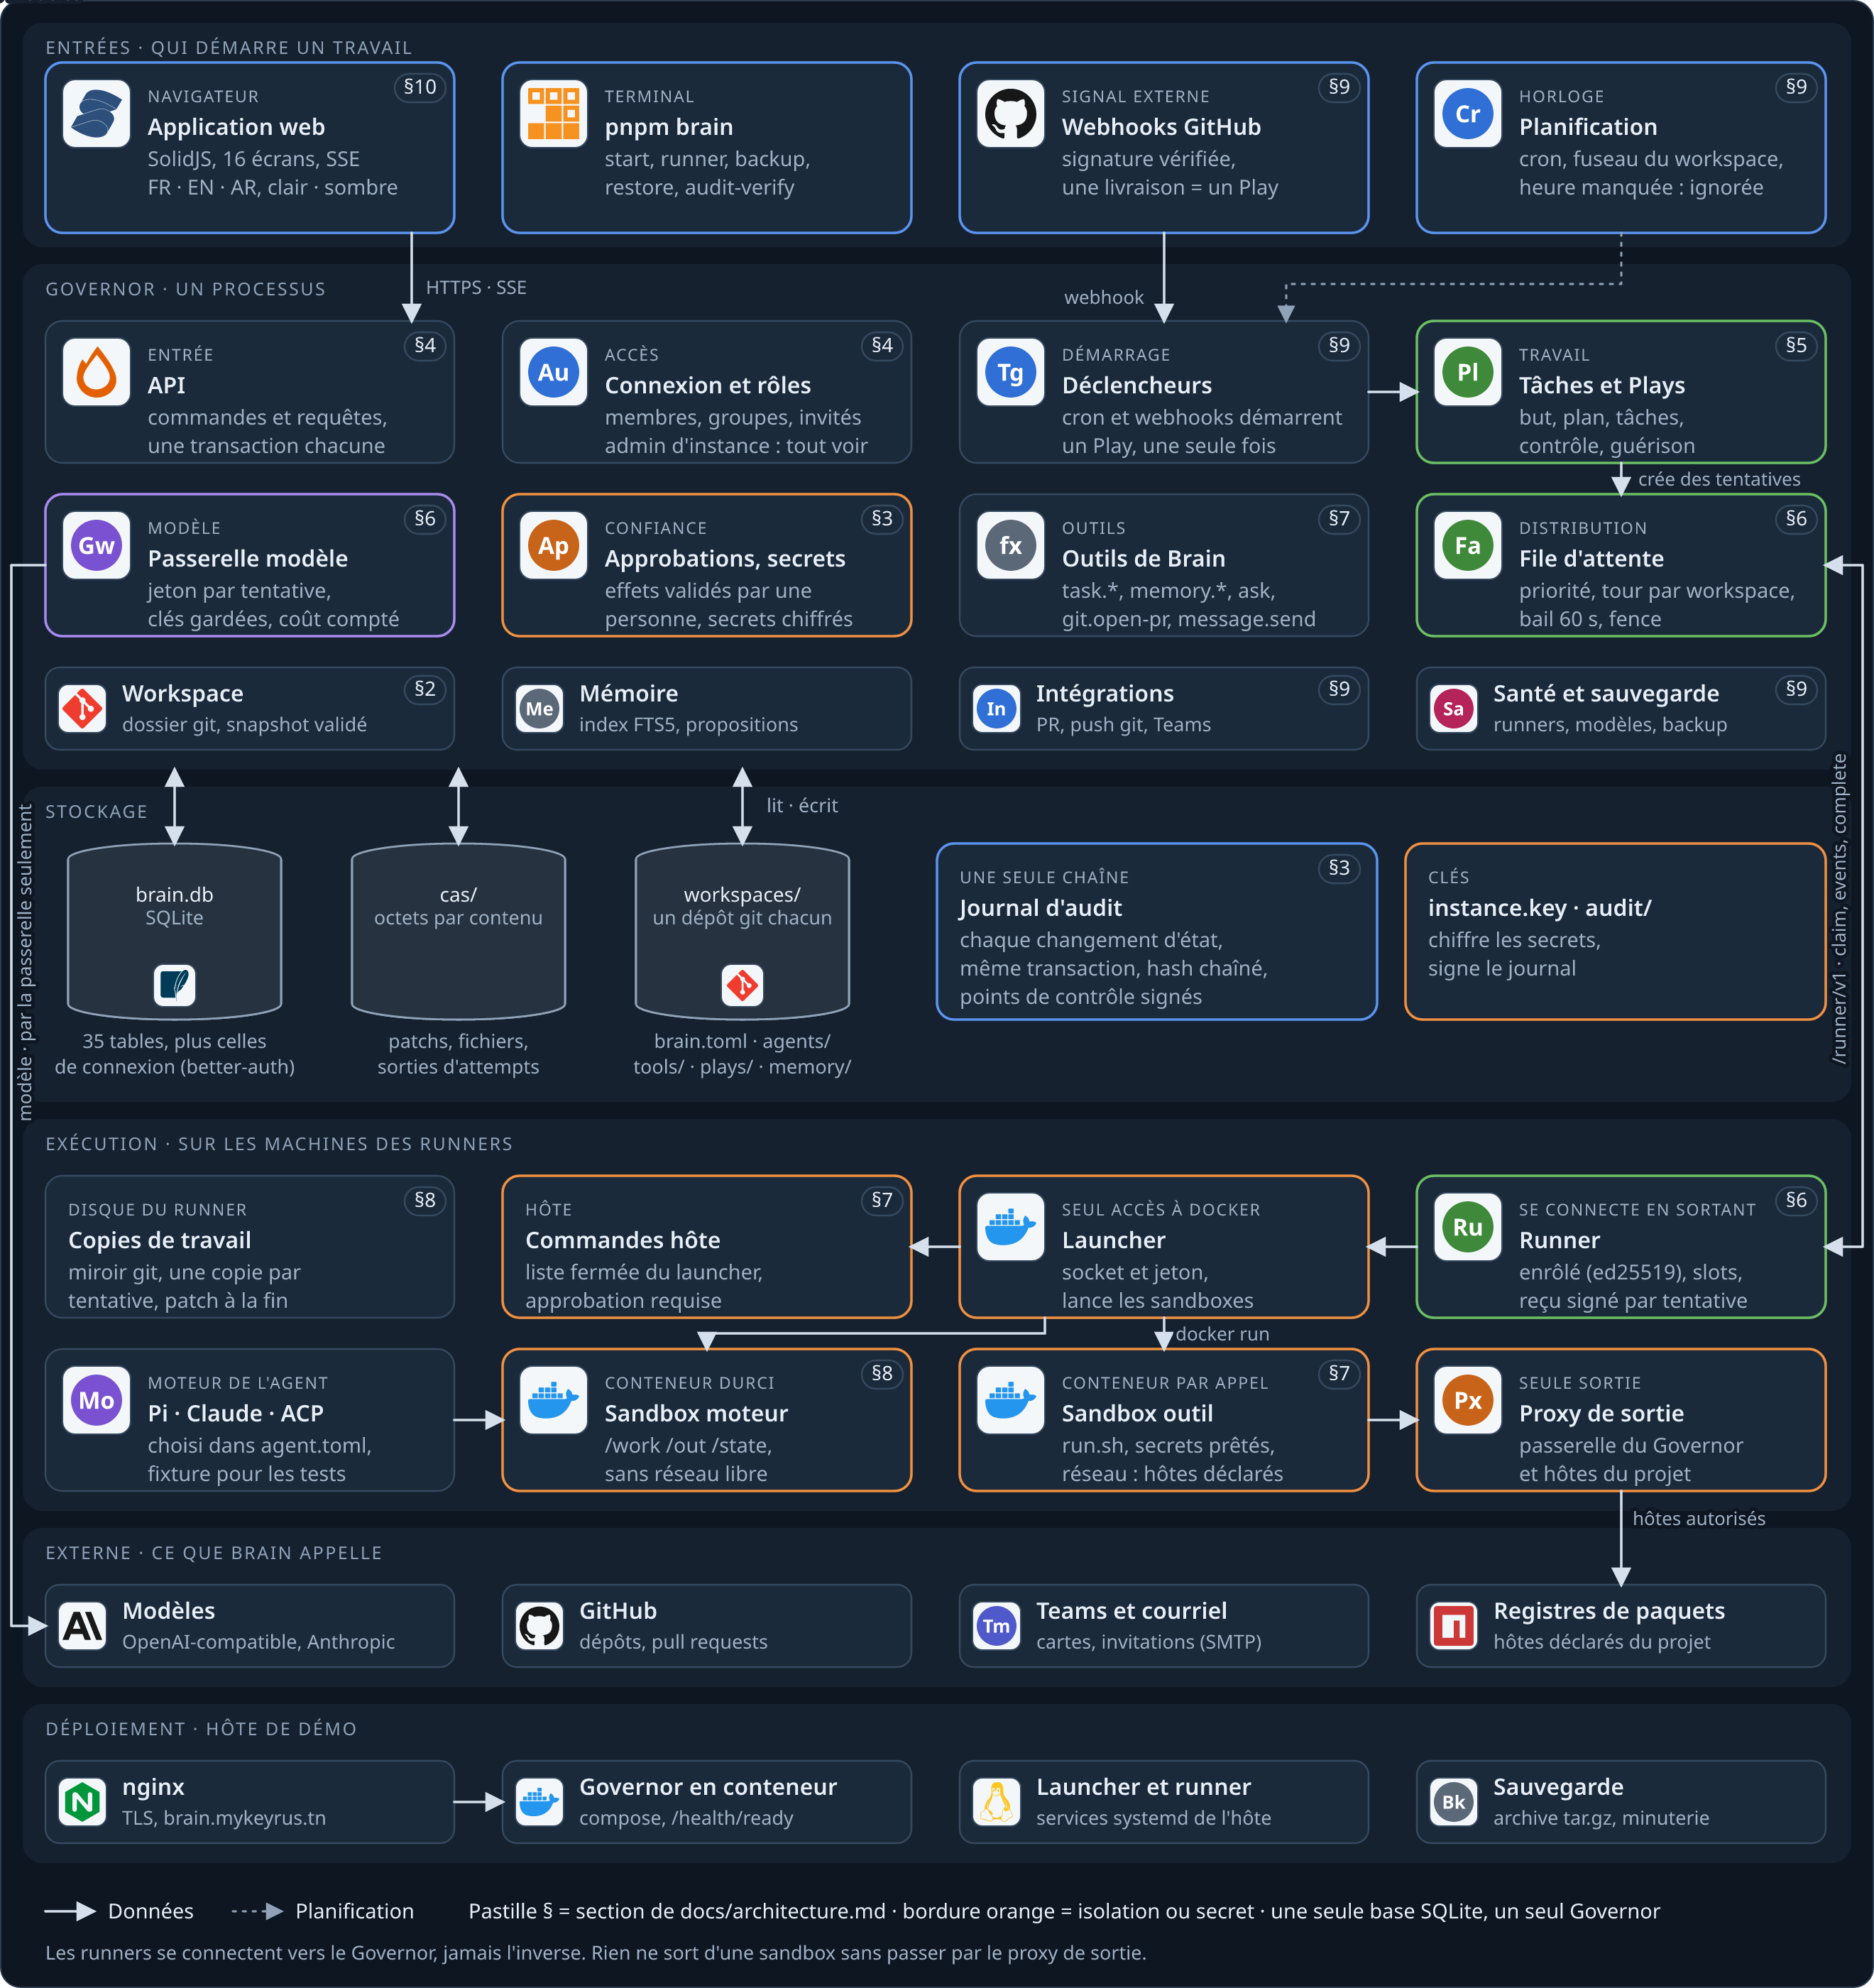 ENTRÉES · QUI DÉMARRE UN TRAVAIL
§10
NAVIGATEUR
Application web
SolidJS, 16 écrans, SSE
FR · EN · AR, clair · sombre
TERMINAL
pnpm brain
start, runner, backup,
restore, audit-verify
§9
SIGNAL EXTERNE
Webhooks GitHub
signature vérifiée,
une livraison = un Play
§9
Cr
HORLOGE
Planification
cron, fuseau du workspace,
heure manquée : ignorée
GOVERNOR · UN PROCESSUS
HTTPS · SSE
webhook
§4
ENTRÉE
API
commandes et requêtes,
une transaction chacune
§4
Au
ACCÈS
Connexion et rôles
membres, groupes, invités
admin d'instance : tout voir
§9
Tg
DÉMARRAGE
Déclencheurs
cron et webhooks démarrent
un Play, une seule fois
§5
Pl
TRAVAIL
Tâches et Plays
but, plan, tâches,
contrôle, guérison
crée des tentatives
§6
Gw
MODÈLE
Passerelle modèle
jeton par tentative,
clés gardées, coût compté
§3
Ap
CONFIANCE
Approbations, secrets
effets validés par une
personne, secrets chiffrés
§7
fx
OUTILS
Outils de Brain
task.*, memory.*, ask,
git.open-pr, message.send
§6
Fa
DISTRIBUTION
File d'attente
priorité, tour par workspace,
bail 60 s, fence
§2
Workspace
dossier git, snapshot validé
Me
Mémoire
index FTS5, propositions
§9
In
Intégrations
PR, push git, Teams
§9
Sa
Santé et sauvegarde
runners, modèles, backup
modèle · par la passerelle seulement
/runner/v1 · claim, events, complete
STOCKAGE
lit · écrit
brain.db
SQLite
35 tables, plus celles
de connexion (better-auth)
cas/
octets par contenu
patchs, fichiers,
sorties d'attempts
workspaces/
un dépôt git chacun
brain.toml · agents/
tools/ · plays/ · memory/
§3
UNE SEULE CHAÎNE
Journal d'audit
chaque changement d'état,
même transaction, hash chaîné,
points de contrôle signés
CLÉS
instance.key · audit/
chiffre les secrets,
signe le journal
EXÉCUTION · SUR LES MACHINES DES RUNNERS
§8
DISQUE DU RUNNER
Copies de travail
miroir git, une copie par
tentative, patch à la fin
§7
HÔTE
Commandes hôte
liste fermée du launcher,
approbation requise
SEUL ACCÈS À DOCKER
Launcher
socket et jeton,
lance les sandboxes
§6
Ru
SE CONNECTE EN SORTANT
Runner
enrôlé (ed25519), slots,
reçu signé par tentative
docker run
Mo
MOTEUR DE L'AGENT
Pi · Claude · ACP
choisi dans agent.toml,
fixture pour les tests
§8
CONTENEUR DURCI
Sandbox moteur
/work /out /state,
sans réseau libre
§7
CONTENEUR PAR APPEL
Sandbox outil
run.sh, secrets prêtés,
réseau : hôtes déclarés
Px
SEULE SORTIE
Proxy de sortie
passerelle du Governor
et hôtes du projet
hôtes autorisés
EXTERNE · CE QUE BRAIN APPELLE
Modèles
OpenAI-compatible, Anthropic
GitHub
dépôts, pull requests
Tm
Teams et courriel
cartes, invitations (SMTP)
Registres de paquets
hôtes déclarés du projet
DÉPLOIEMENT · HÔTE DE DÉMO
nginx
TLS, brain.mykeyrus.tn
Governor en conteneur
compose, /health/ready
Launcher et runner
services systemd de l'hôte
Bk
Sauvegarde
archive tar.gz, minuterie
Données
Planification
Pastille § = section de docs/architecture.md · bordure orange = isolation ou secret · une seule base SQLite, un seul Governor
Les runners se connectent vers le Governor, jamais l'inverse. Rien ne sort d'une sandbox sans passer par le proxy de sortie.